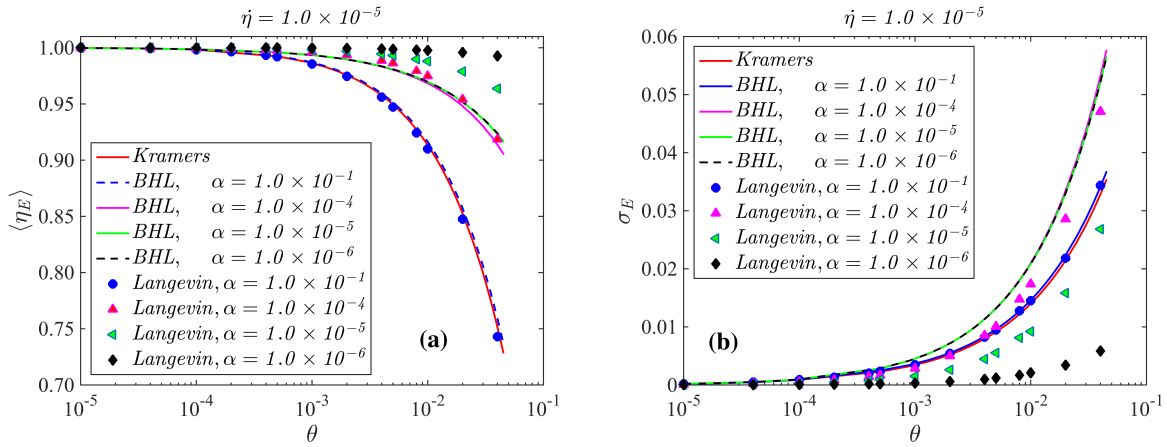 η̇ = 1.0 × 10⁻⁵
1.00
0.95
0.90
0.85
0.80
0.75
0.70
⟨η_E⟩
Kramers
BHL, α = 1.0 × 10⁻¹
BHL, α = 1.0 × 10⁻⁴
BHL, α = 1.0 × 10⁻⁵
BHL, α = 1.0 × 10⁻⁶
Langevin, α = 1.0 × 10⁻¹
Langevin, α = 1.0 × 10⁻⁴
Langevin, α = 1.0 × 10⁻⁵
Langevin, α = 1.0 × 10⁻⁶
(a)
10⁻⁵ 10⁻⁴ 10⁻³ 10⁻² 10⁻¹
θ
η̇ = 1.0 × 10⁻⁵
0.06
0.05
0.04
0.03
0.02
0.01
0
σ_E
Kramers
BHL, α = 1.0 × 10⁻¹
BHL, α = 1.0 × 10⁻⁴
BHL, α = 1.0 × 10⁻⁵
BHL, α = 1.0 × 10⁻⁶
Langevin, α = 1.0 × 10⁻¹
Langevin, α = 1.0 × 10⁻⁴
Langevin, α = 1.0 × 10⁻⁵
Langevin, α = 1.0 × 10⁻⁶
(b)
10⁻⁵ 10⁻⁴ 10⁻³ 10⁻² 10⁻¹
θ